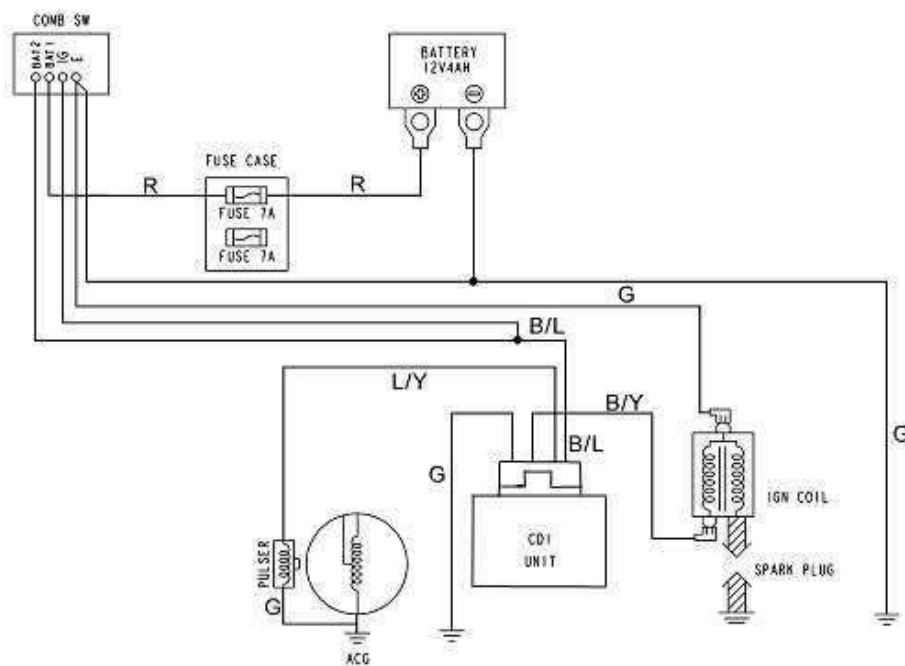 COMB SW
BAT2
BAT1
IG
E
BATTERY
12V4AH
FUSE CASE
R
R
FUSE 7A
FUSE 7A
G
B/L
L/Y
B/Y
B/L
G
G
IGN COIL
CDI
UNIT
PULSER
SPARK PLUG
G
ACG